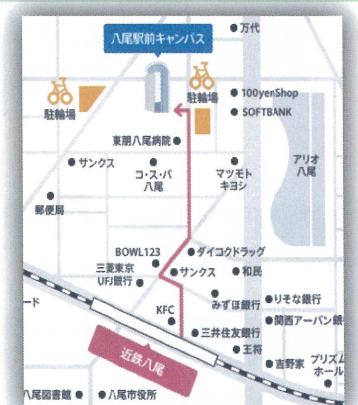 万代
八尾駅前キャンパス
駐輪場
駐輪場
100yenShop
SOFTBANK
東朋八尾病院
サンクス
コ・ス・パ
八尾
マツモト
キヨシ
アリオ
八尾
郵便局
BOWL123
ダイコクドラッグ
三菱東京
UFJ銀行
サンクス
和民
みずほ銀行
りそな銀行
ード
KFC
関西アーバン銀
三井住友銀行
王将
近鉄八尾
吉野家
プリズム
ホール
八尾図書館
八尾市役所